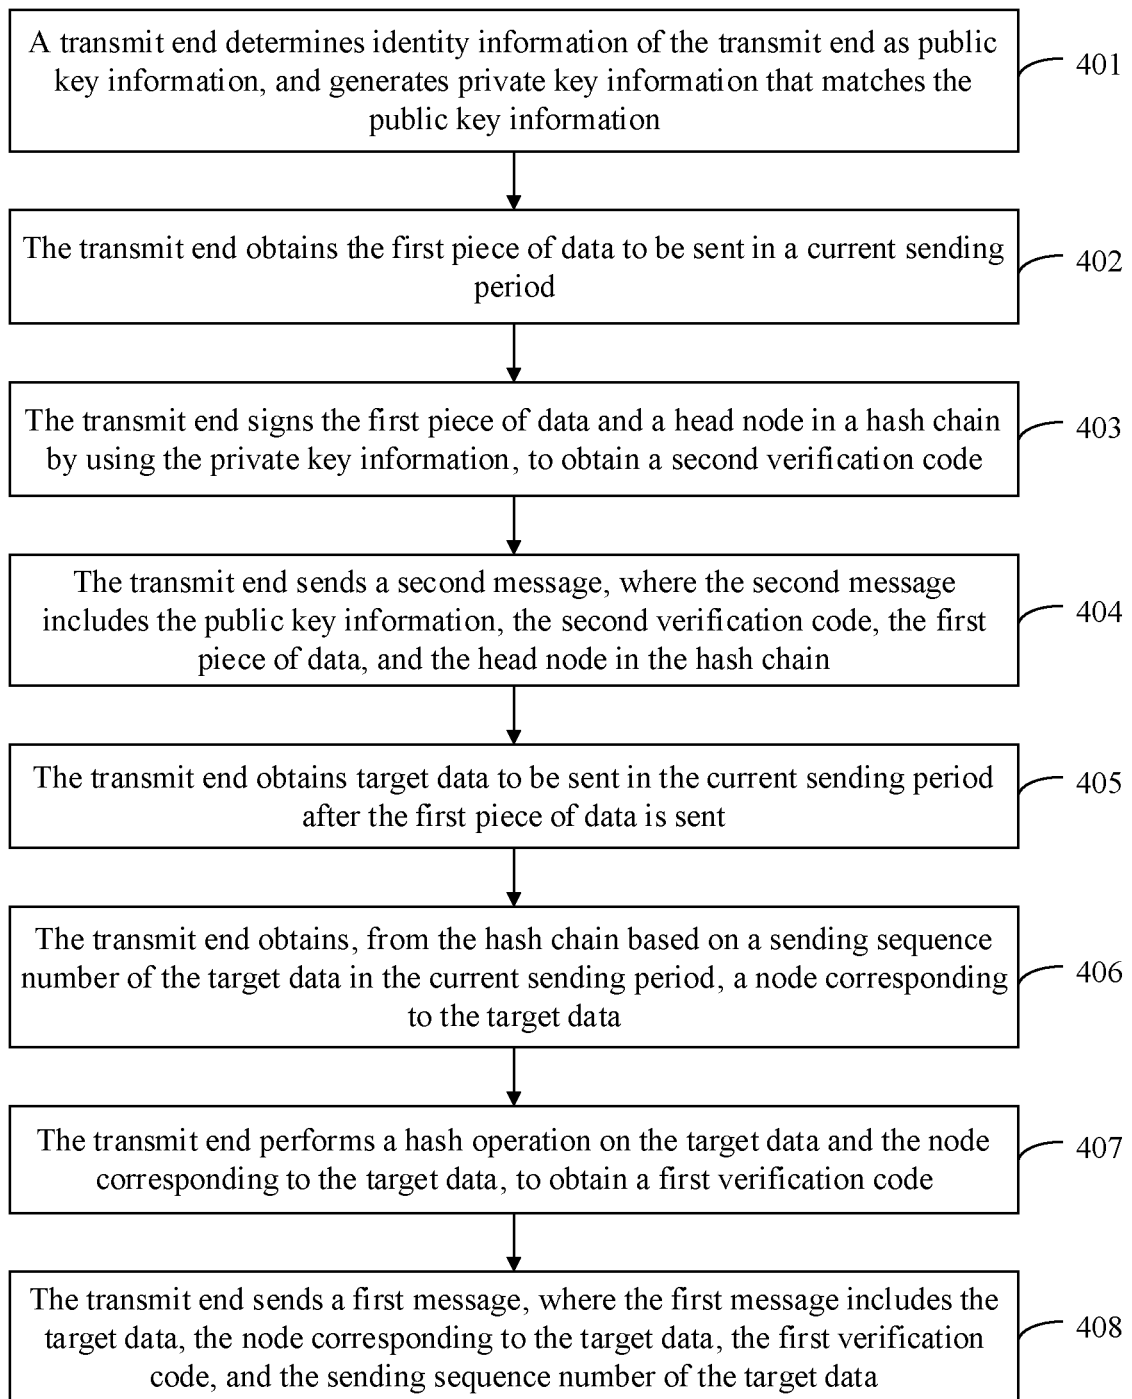 A transmit end determines identity information of the transmit end as public
key information, and generates private key information that matches the
public key information
401
The transmit end obtains the first piece of data to be sent in a current sending
period
402
The transmit end signs the first piece of data and a head node in a hash chain
by using the private key information, to obtain a second verification code
403
The transmit end sends a second message, where the second message
includes the public key information, the second verification code, the first
piece of data, and the head node in the hash chain
404
The transmit end obtains target data to be sent in the current sending period
after the first piece of data is sent
405
The transmit end obtains, from the hash chain based on a sending sequence
number of the target data in the current sending period, a node corresponding
to the target data
406
The transmit end performs a hash operation on the target data and the node
corresponding to the target data, to obtain a first verification code
407
The transmit end sends a first message, where the first message includes the
target data, the node corresponding to the target data, the first verification
code, and the sending sequence number of the target data
408